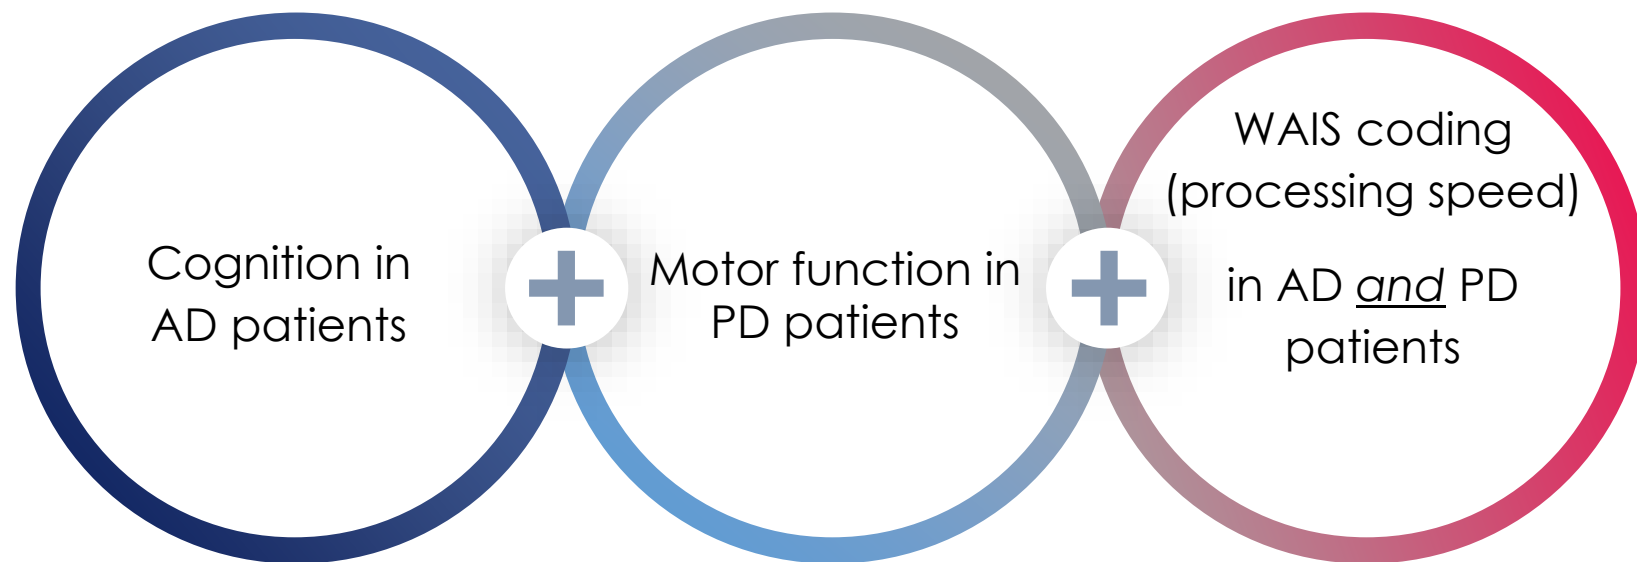 Cognition in
AD patients
Motor function in
PD patients
WAIS coding
(processing speed)
in AD and PD
patients